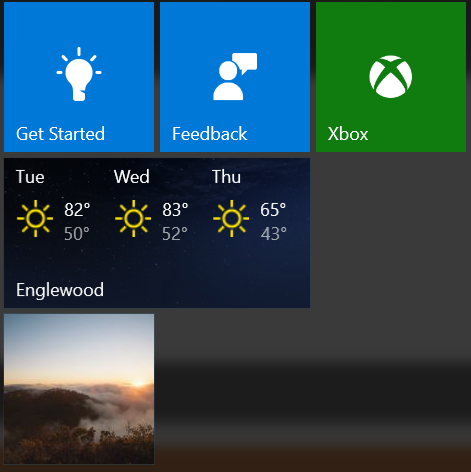 Get Started
Feedback
Xbox
Tue Wed Thu
82° 83° 65°
50° 52° 43°
Englewood